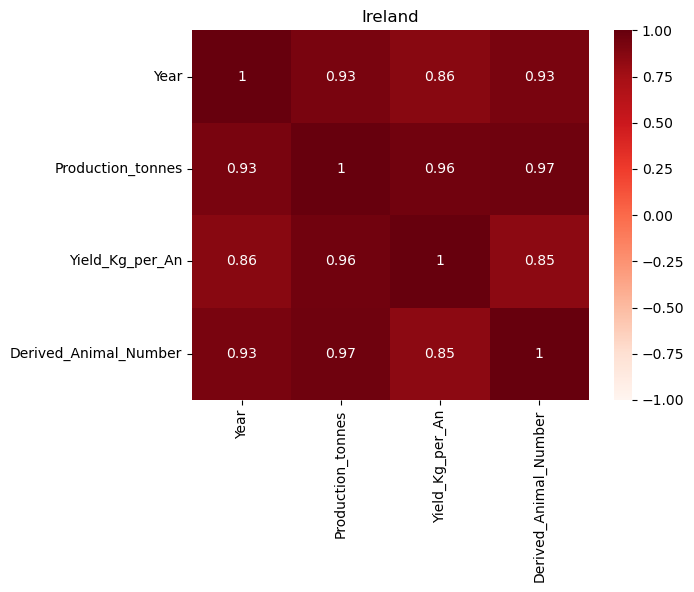 Ireland
Year 1 0.93 0.86 0.93
Production_tonnes 0.93 1 0.96 0.97
Yield_Kg_per_An 0.86 0.96 1 0.85
Derived_Animal_Number 0.93 0.97 0.85 1
Year
Production_tonnes
Yield_Kg_per_An
Derived_Animal_Number
1.00
0.75
0.50
0.25
0.00
−0.25
−0.50
−0.75
−1.00